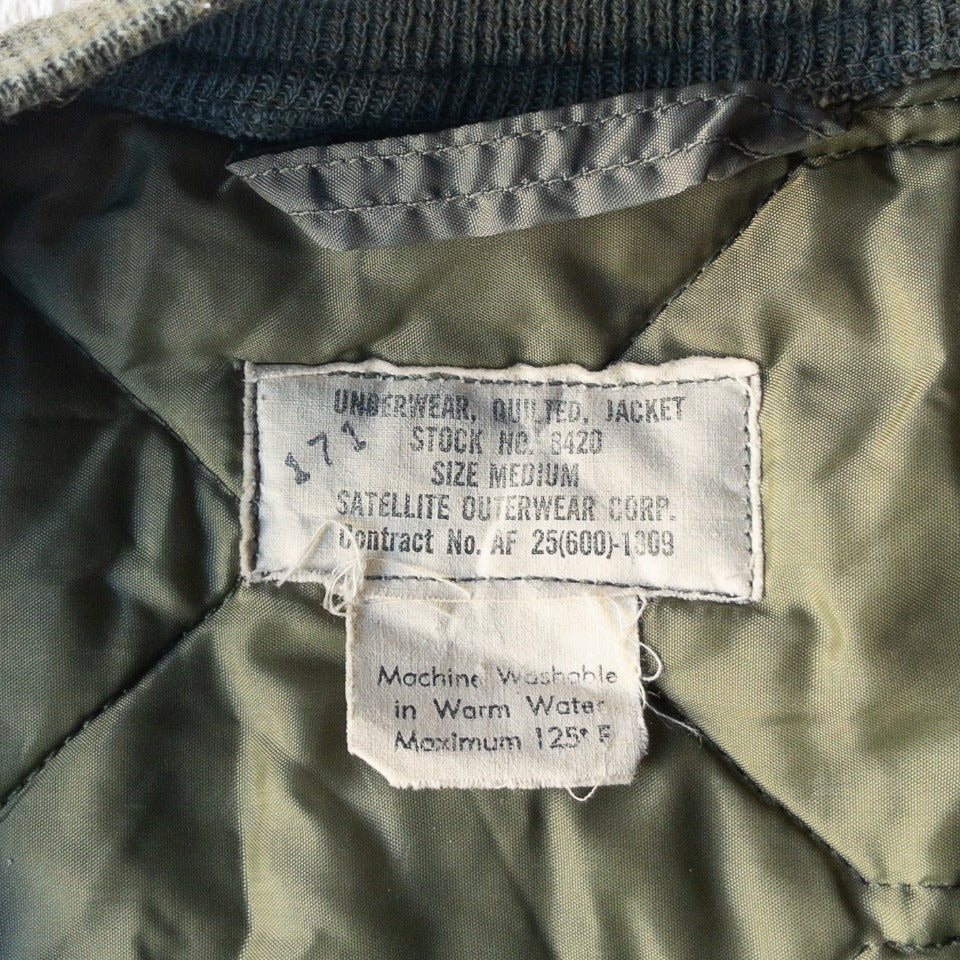 UNDERWEAR, QUILTED, JACKET
171
STOCK NO. 8420
SIZE MEDIUM
SATELLITE OUTERWEAR CORP.
Contract No. AF 25(600)-1309
Machine Washable
in Warm Water
Maximum 125° F